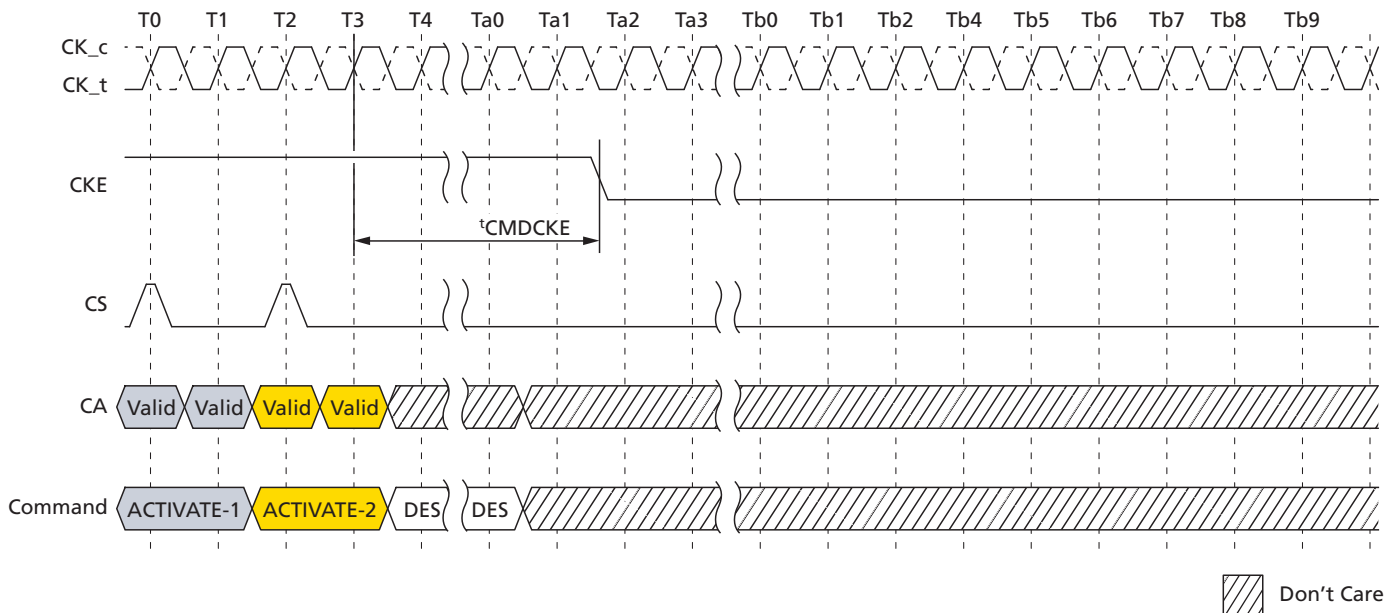 T0 T1 T2 T3 T4 Ta0 Ta1 Ta2 Ta3 Tb0 Tb1 Tb2 Tb4 Tb5 Tb6 Tb7 Tb8 Tb9
CK_c
CK_t
CKE
tCMDCKE
CS
CA Valid Valid Valid Valid
Command ACTIVATE-1 ACTIVATE-2 DES DES
Don't Care